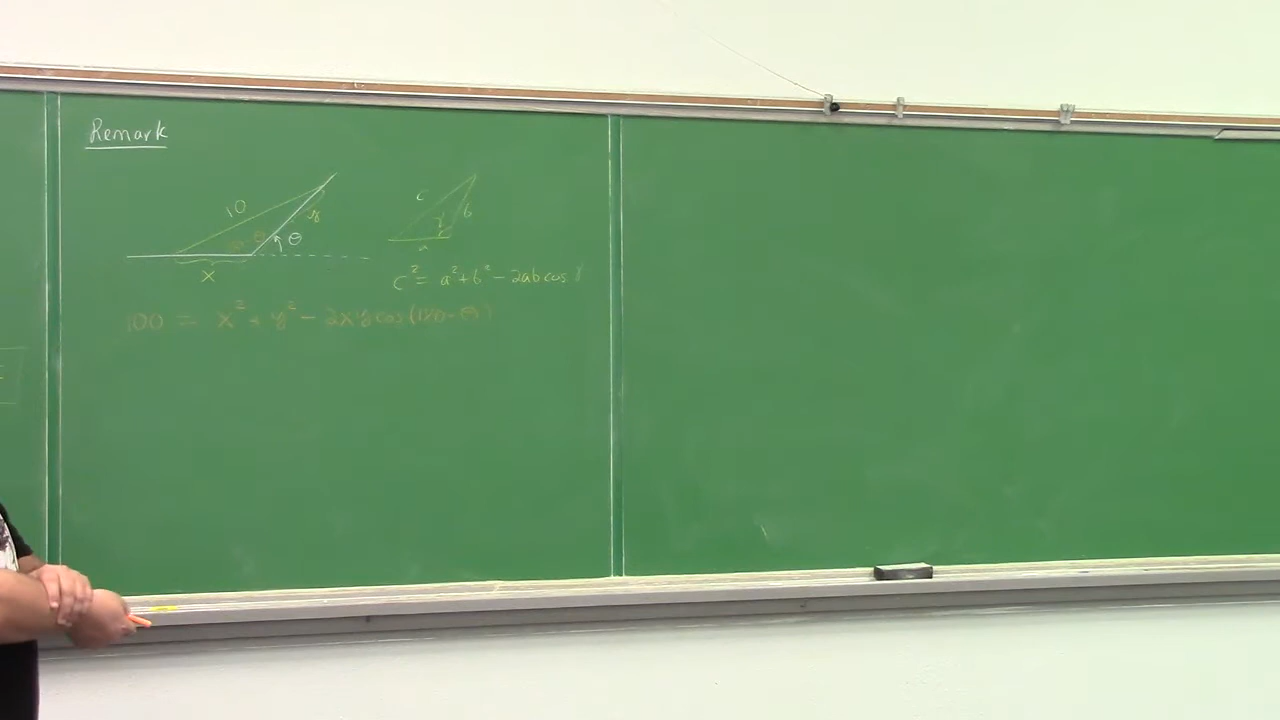 Remark
10
y
θ
x
c
b
γ
a
c² = a² + b² - 2ab cos γ
100 = x² + y² - 2xy cos(180 - θ)